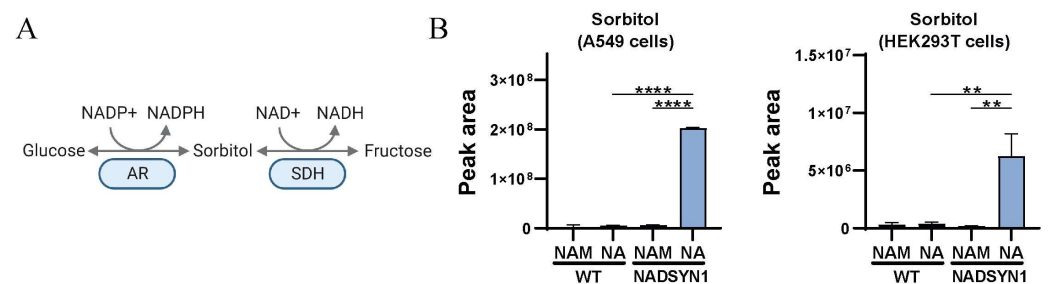 A
NADP+ NADPH
NAD+ NADH
Glucose
Sorbitol
Fructose
AR
SDH
B
Sorbitol
(A549 cells)
Peak area
3×10⁸
2×10⁸
1×10⁸
0
****
****
NAM NA NAM NA
WT NADSYN1
Sorbitol
(HEK293T cells)
Peak area
1.5×10⁷
1×10⁷
5×10⁶
0
**
**
NAM NA NAM NA
WT NADSYN1